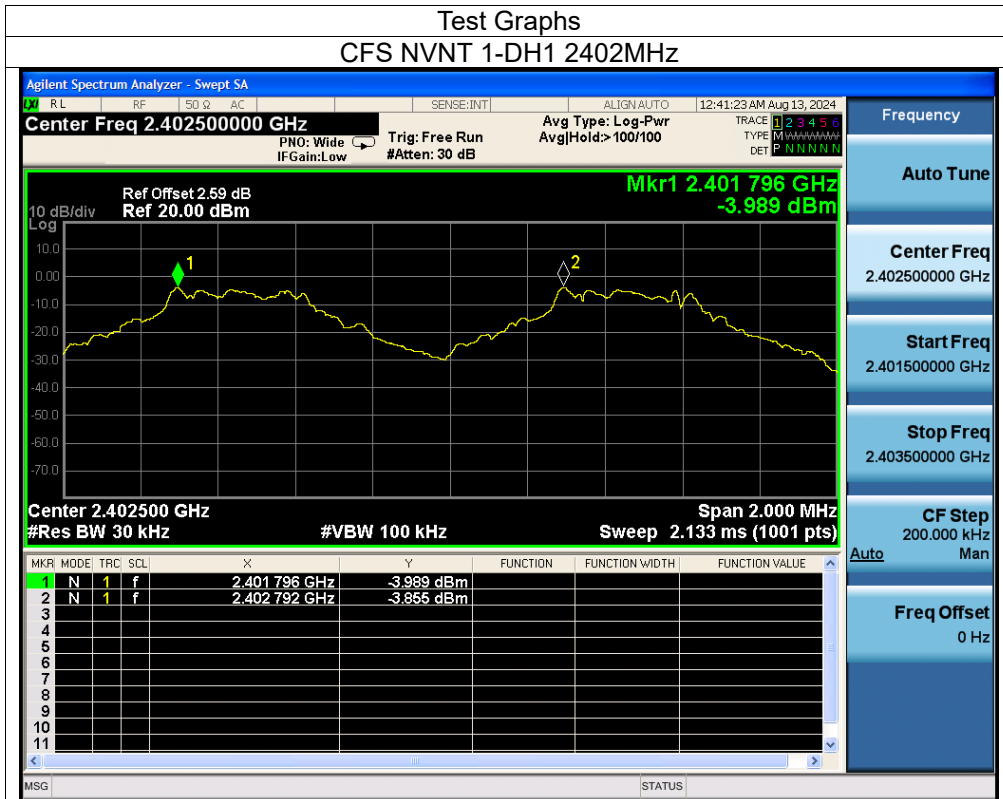 Test Graphs
CFS NVNT 1-DH1 2402MHz
Agilent Spectrum Analyzer - Swept SA
LXI RL RF 50 Ω AC SENSE:INT ALIGN AUTO 12:41:23 AM Aug 13, 2024
Center Freq 2.402500000 GHz
PNO: Wide
IFGain:Low
Trig: Free Run
#Atten: 30 dB
Avg Type: Log-Pwr
Avg|Hold:>100/100
TRACE 1 2 3 4 5 6
TYPE MWWWWW
DET P N N N N N
Mkr1 2.401 796 GHz
-3.989 dBm
Ref Offset 2.59 dB
Ref 20.00 dBm
10 dB/div
Log
10.0
0.00
-10.0
-20.0
-30.0
-40.0
-50.0
-60.0
-70.0
1
2
Center 2.402500 GHz Span 2.000 MHz
#Res BW 30 kHz #VBW 100 kHz Sweep 2.133 ms (1001 pts)
MKR MODE TRC SCL X Y FUNCTION FUNCTION WIDTH FUNCTION VALUE
1 N 1 f 2.401 796 GHz -3.989 dBm
2 N 1 f 2.402 792 GHz -3.855 dBm
3
4
5
6
7
8
9
10
11
MSG STATUS
Frequency
Auto Tune
Center Freq
2.402500000 GHz
Start Freq
2.401500000 GHz
Stop Freq
2.403500000 GHz
CF Step
200.000 kHz
Auto Man
Freq Offset
0 Hz